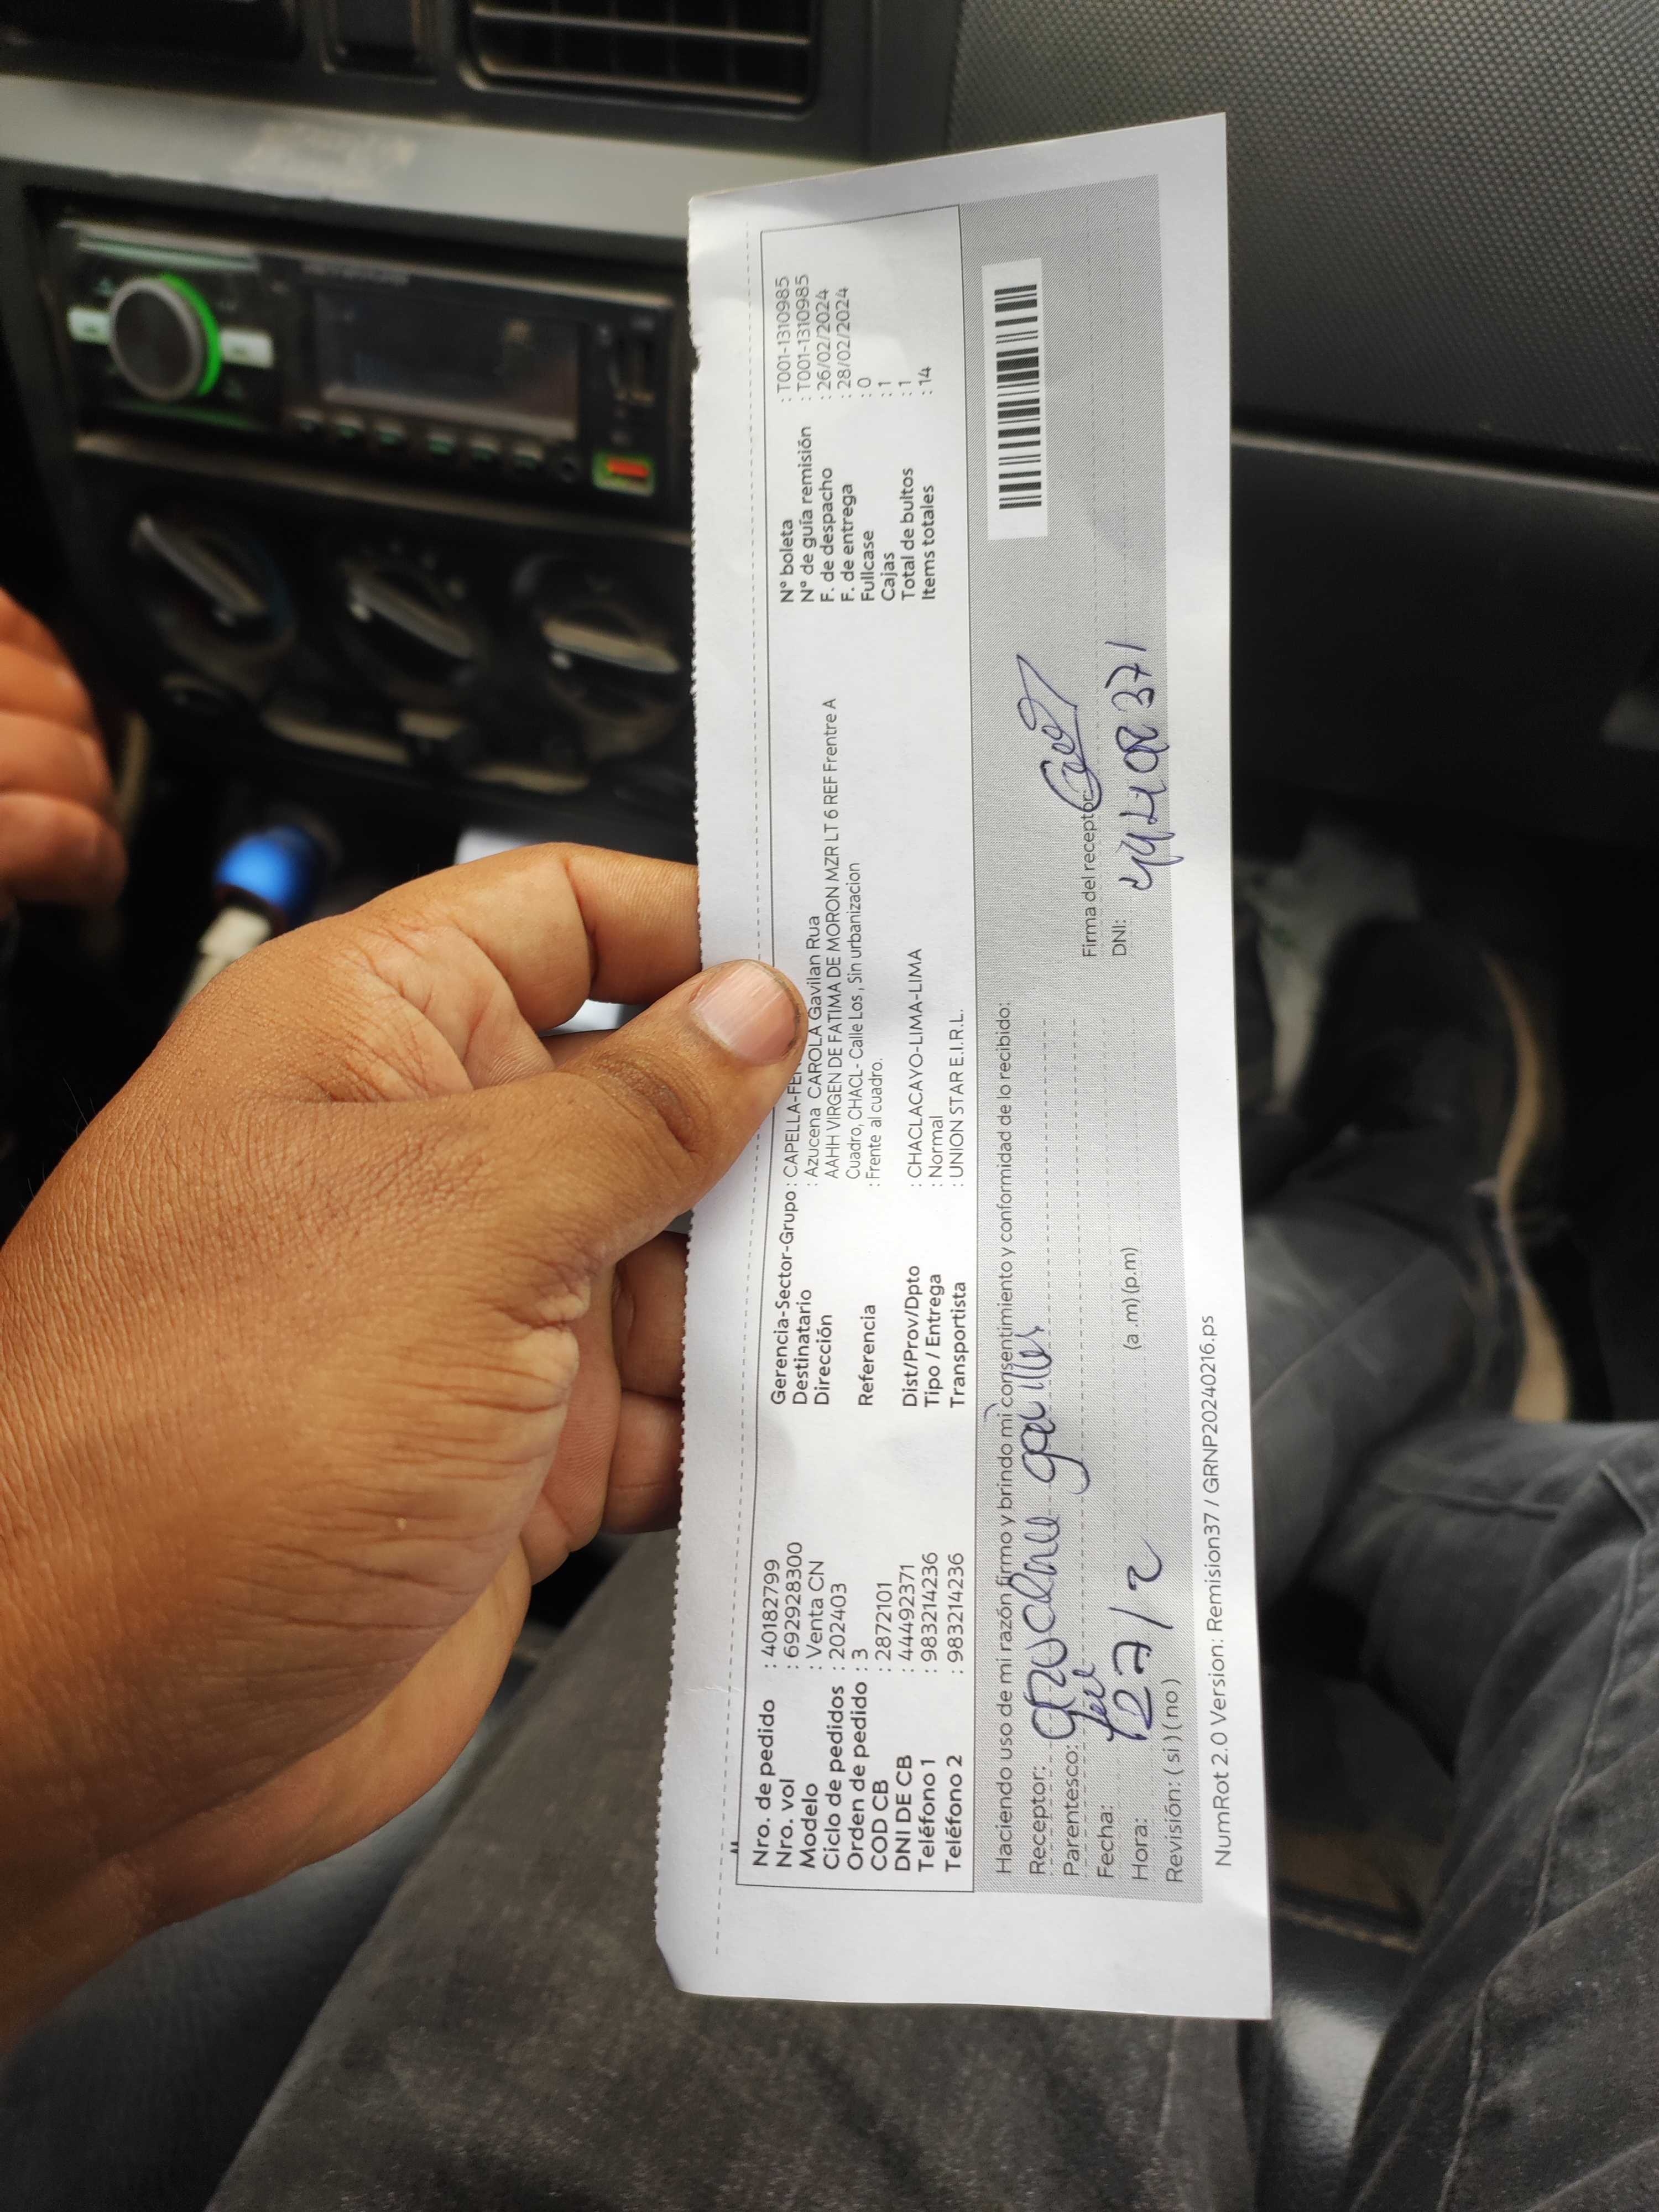 Nro. de pedido : 40182799
Nro. vol : 692928300
Modelo : Venta CN
Ciclo de pedidos : 202403
Orden de pedido : 3
COD CB : 2872101
DNI DE CB : 44492371
Teléfono 1 : 983214236
Teléfono 2 : 983214236
Gerencia-Sector-Grupo : CAPELLA-
Destinatario : Azucena CAROLA Gavilan Rua
Dirección AAHH VIRGEN DE FATIMA DE MORON MZR LT 6 REF Frentre A
Cuadro, CHACL - Calle Los , Sin urbanizacion
Referencia : Frente al cuadro.
Dist/Prov/Dpto : CHACLACAYO-LIMA-LIMA
Tipo / Entrega : Normal
Transportista : UNION STAR E.I.R.L.
N° boleta : T001-1310985
N° de guía remisión : T001-1310985
F. de despacho : 26/02/2024
F. de entrega : 28/02/2024
Fullcase : 0
Cajas : 1
Total de bultos : 1
Items totales : 14
Haciendo uso de mi razón firmo y brindo mi consentimiento y conformidad de lo recibido:
Receptor:
Parentesco:
Fecha: 27/2
Hora: (a .m) (p.m)
Revisión: ( si ) ( no )
Firma del receptor:
DNI:
NumRot 2.0 Version: Remision37 / GRNP20240216.ps